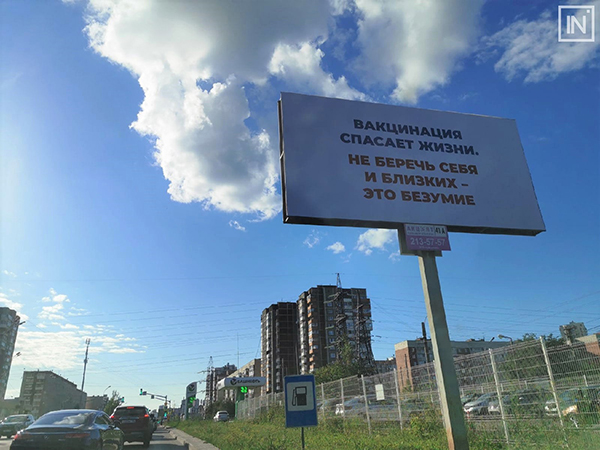 IN
ВАКЦИНАЦИЯ
СПАСАЕТ ЖИЗНИ.
НЕ БЕРЕЧЬ СЕБЯ
И БЛИЗКИХ –
ЭТО БЕЗУМИЕ